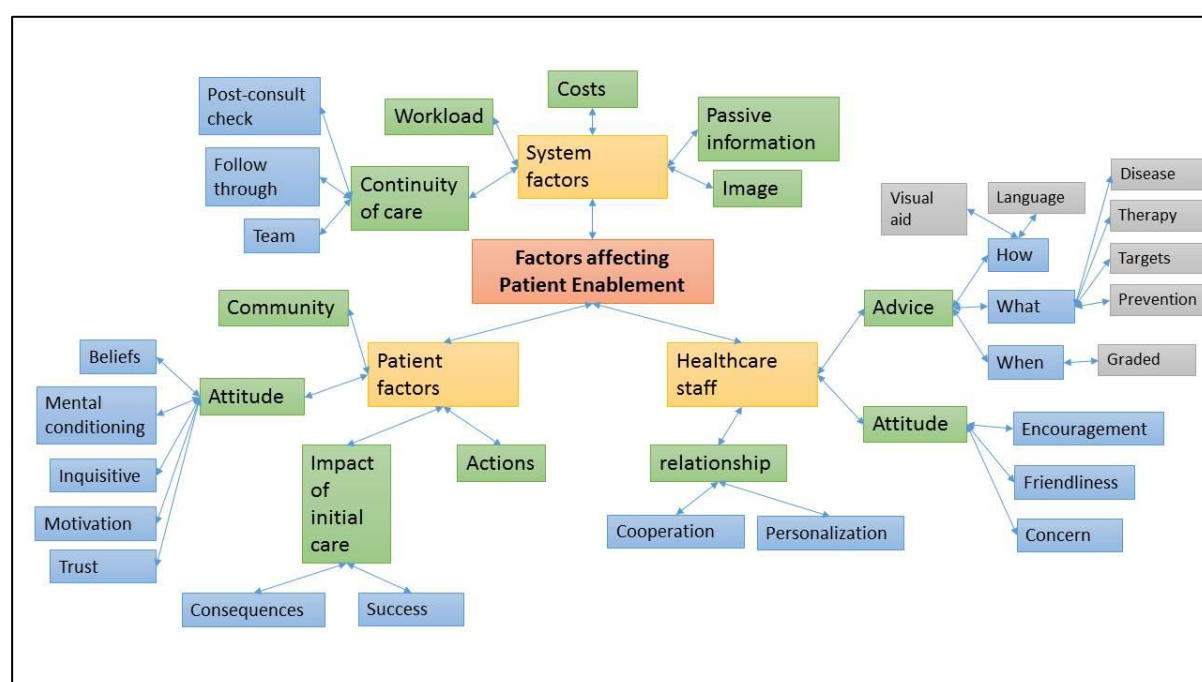 Post-consult
check
Follow
through
Team
Workload
Continuity
of care
Costs
System
factors
Passive
information
Image
Factors affecting
Patient Enablement
Community
Patient
factors
Attitude
Beliefs
Mental
conditioning
Inquisitive
Motivation
Trust
Impact
of
initial
care
Actions
Consequences
Success
Healthcare
staff
relationship
Cooperation
Personalization
Advice
How
Visual
aid
Language
What
Disease
Therapy
Targets
Prevention
When
Graded
Attitude
Encouragement
Friendliness
Concern